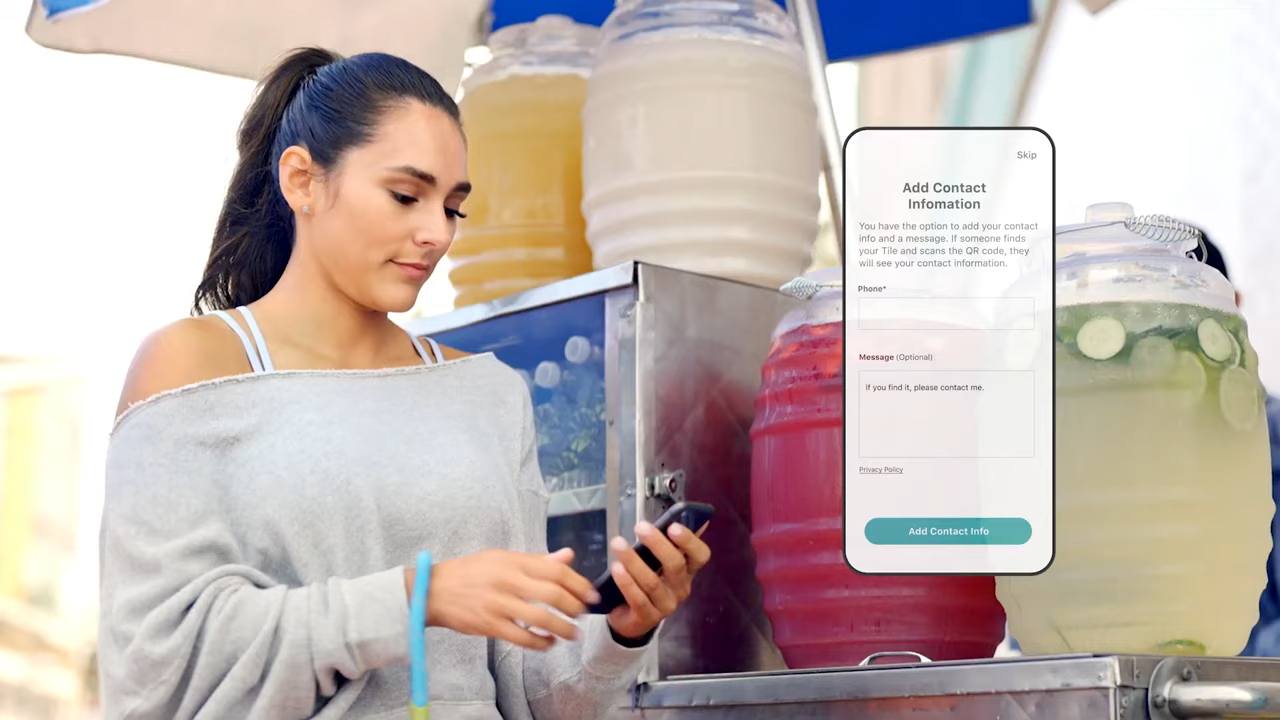 Skip
Add Contact
Infomation
You have the option to add your contact
info and a message. If someone finds
your Tile and scans the QR code, they
will see your contact information.
Phone*
Message (Optional)
If you find it, please contact me.
Privacy Policy
Add Contact Info